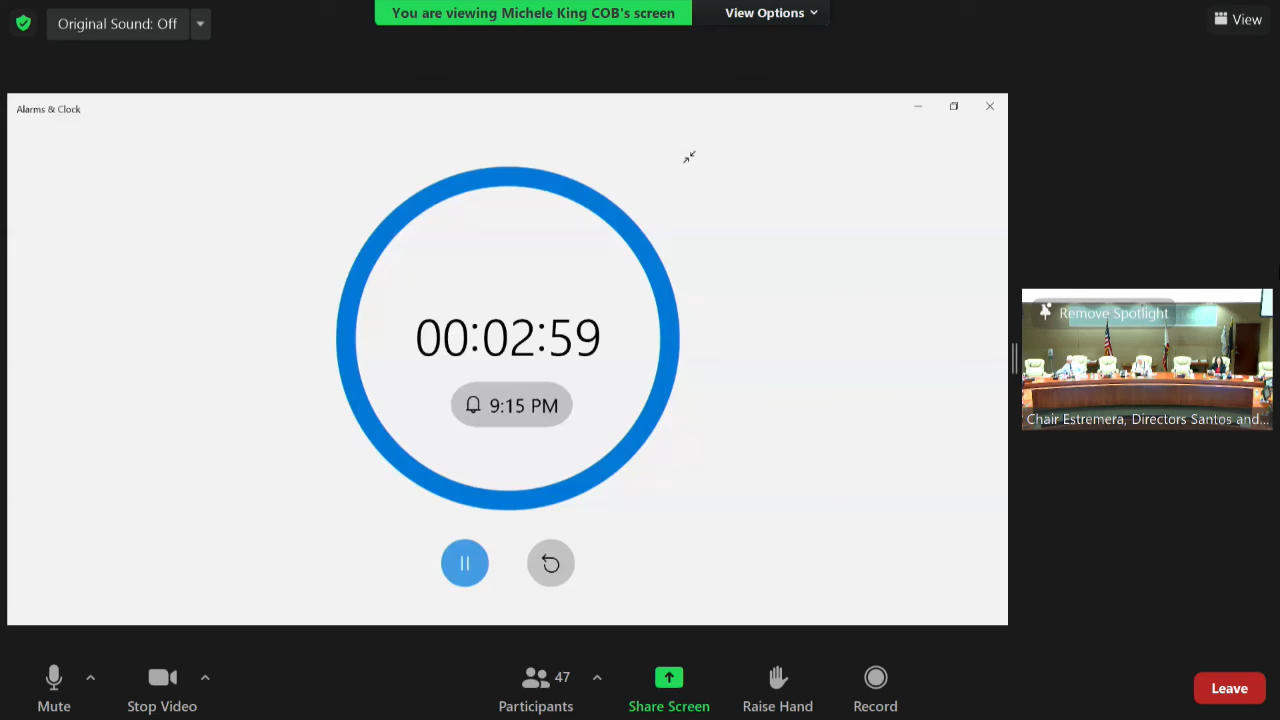 Original Sound: Off
You are viewing Michele King COB's screen
View Options
View
Alarms & Clock
00:02:59
9:15 PM
Remove Spotlight
Chair Estremera, Directors Santos and...
Mute
Stop Video
47
Participants
Share Screen
Raise Hand
Record
Leave